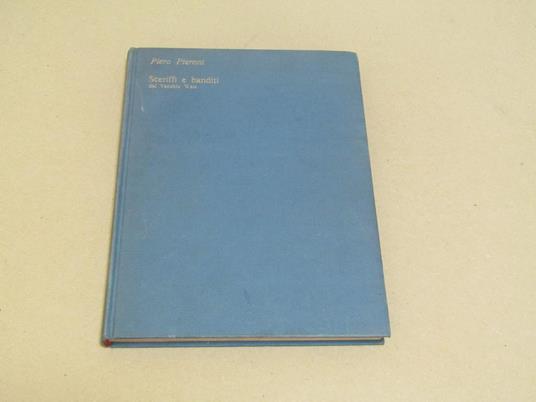 Piero Pieroni
Sceriffi e banditi
del Vecchio West